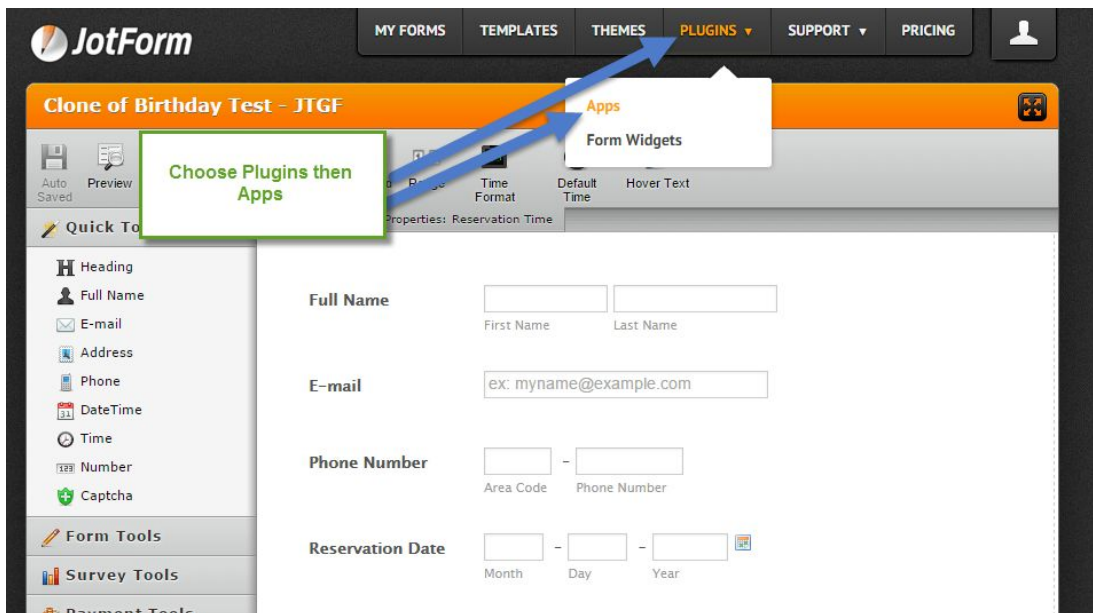 JotForm
MY FORMS TEMPLATES THEMES PLUGINS ▼ SUPPORT ▼ PRICING
Clone of Birthday Test - JTGF
Apps
Form Widgets
Auto Saved
Preview
Choose Plugins then
Apps
Time
Format
Default
Time
Hover Text
Properties: Reservation Time
Quick
Heading
Full Name
E-mail
Address
Phone
DateTime
Time
Number
Captcha
Form Tools
Survey Tools
Payment Tools
Full Name
First Name Last Name
E-mail
ex: myname@example.com
Phone Number
-
Area Code Phone Number
Reservation Date
- -
Month Day Year